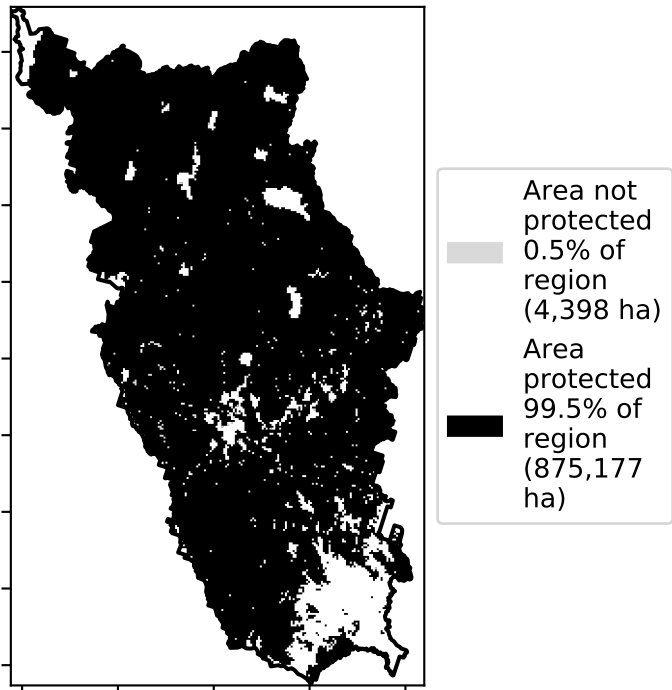 Area not
protected
0.5% of
region
(4,398 ha)
Area
protected
99.5% of
region
(875,177
ha)